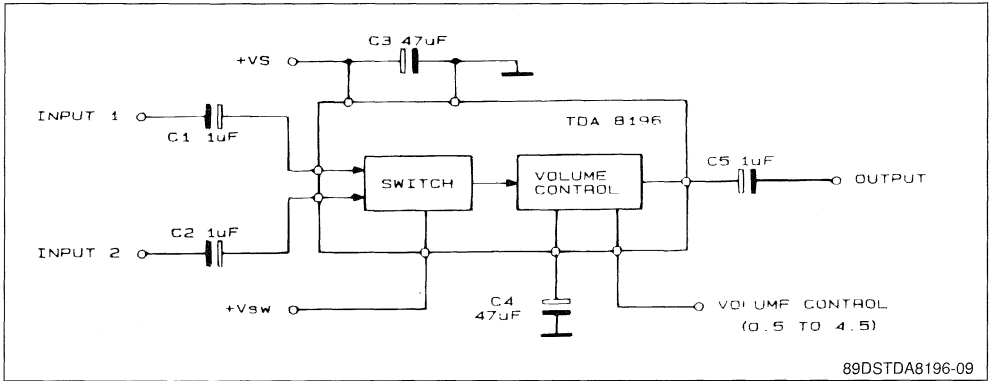 C3 47uF
+VS
INPUT 1
C1 1uF
TDA 8196
SWITCH
VOLUME
CONTROL
C5 1uF
OUTPUT
C2 1uF
INPUT 2
+Vsw
C4
47uF
VOLUME CONTROL
(0.5 TO 4.5)
89DSTDA8196-09